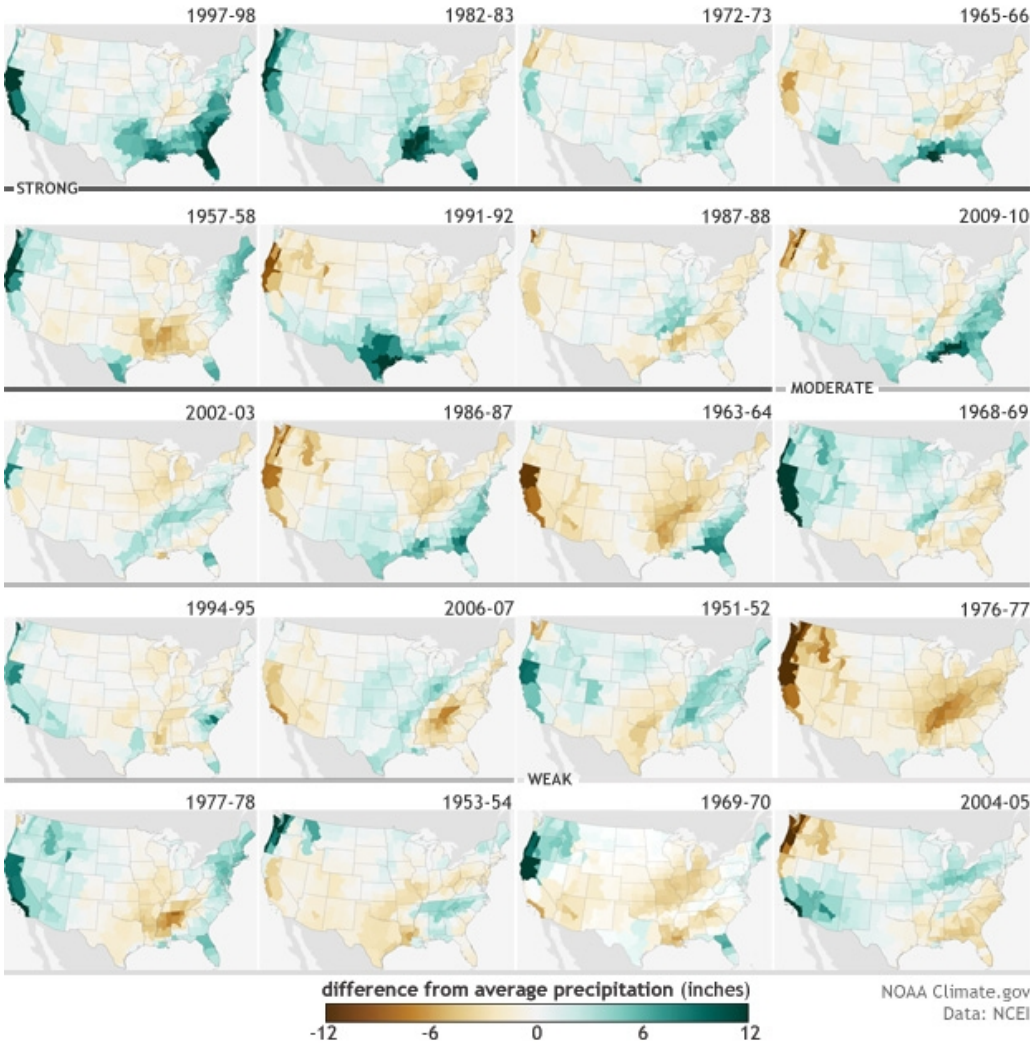 1997-98 1982-83 1972-73 1965-66
STRONG
1957-58 1991-92 1987-88 2009-10
MODERATE
2002-03 1986-87 1963-64 1968-69
1994-95 2006-07 1951-52 1976-77
WEAK
1977-78 1953-54 1969-70 2004-05
difference from average precipitation (inches)
-12 -6 0 6 12
NOAA Climate.gov
Data: NCEI